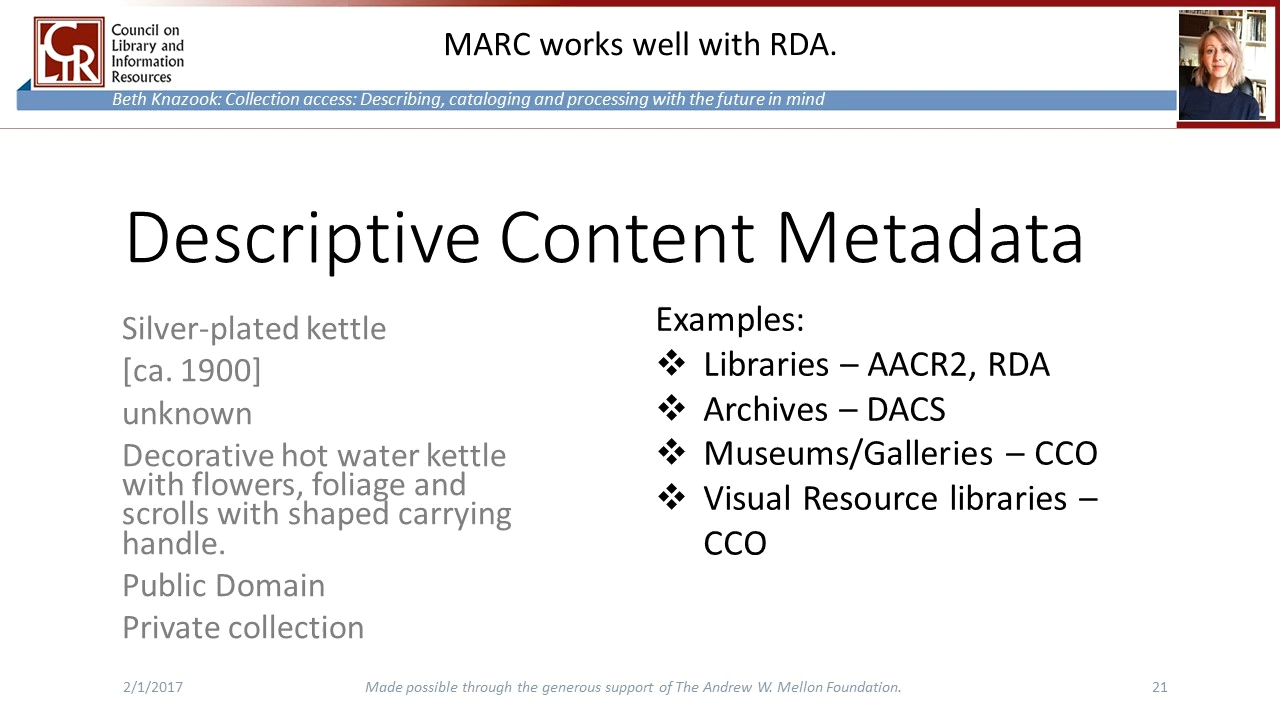 Council on
Library and
Information
Resources
CLIR
MARC works well with RDA.
Beth Knazook: Collection access: Describing, cataloging and processing with the future in mind
Descriptive Content Metadata
Silver-plated kettle
[ca. 1900]
unknown
Decorative hot water kettle
with flowers, foliage and
scrolls with shaped carrying
handle.
Public Domain
Private collection
Examples:
❖ Libraries – AACR2, RDA
❖ Archives – DACS
❖ Museums/Galleries – CCO
❖ Visual Resource libraries –
CCO
2/1/2017
Made possible through the generous support of The Andrew W. Mellon Foundation.
21